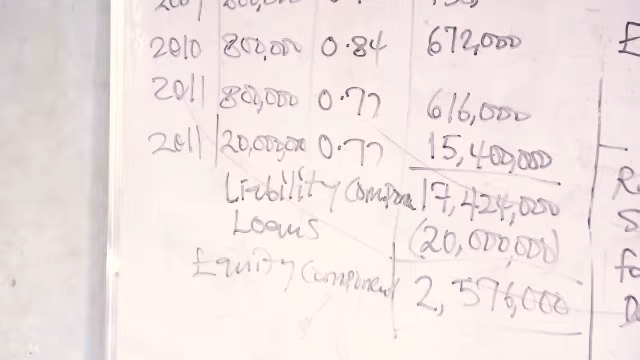 2010 800,000 0.84 672,000
2011 800,000 0.77 616,000
2011 20,000,000 0.77 15,400,000
Liability Compone 17,424,000
Loans (20,000,000)
Equity Component 2,576,000